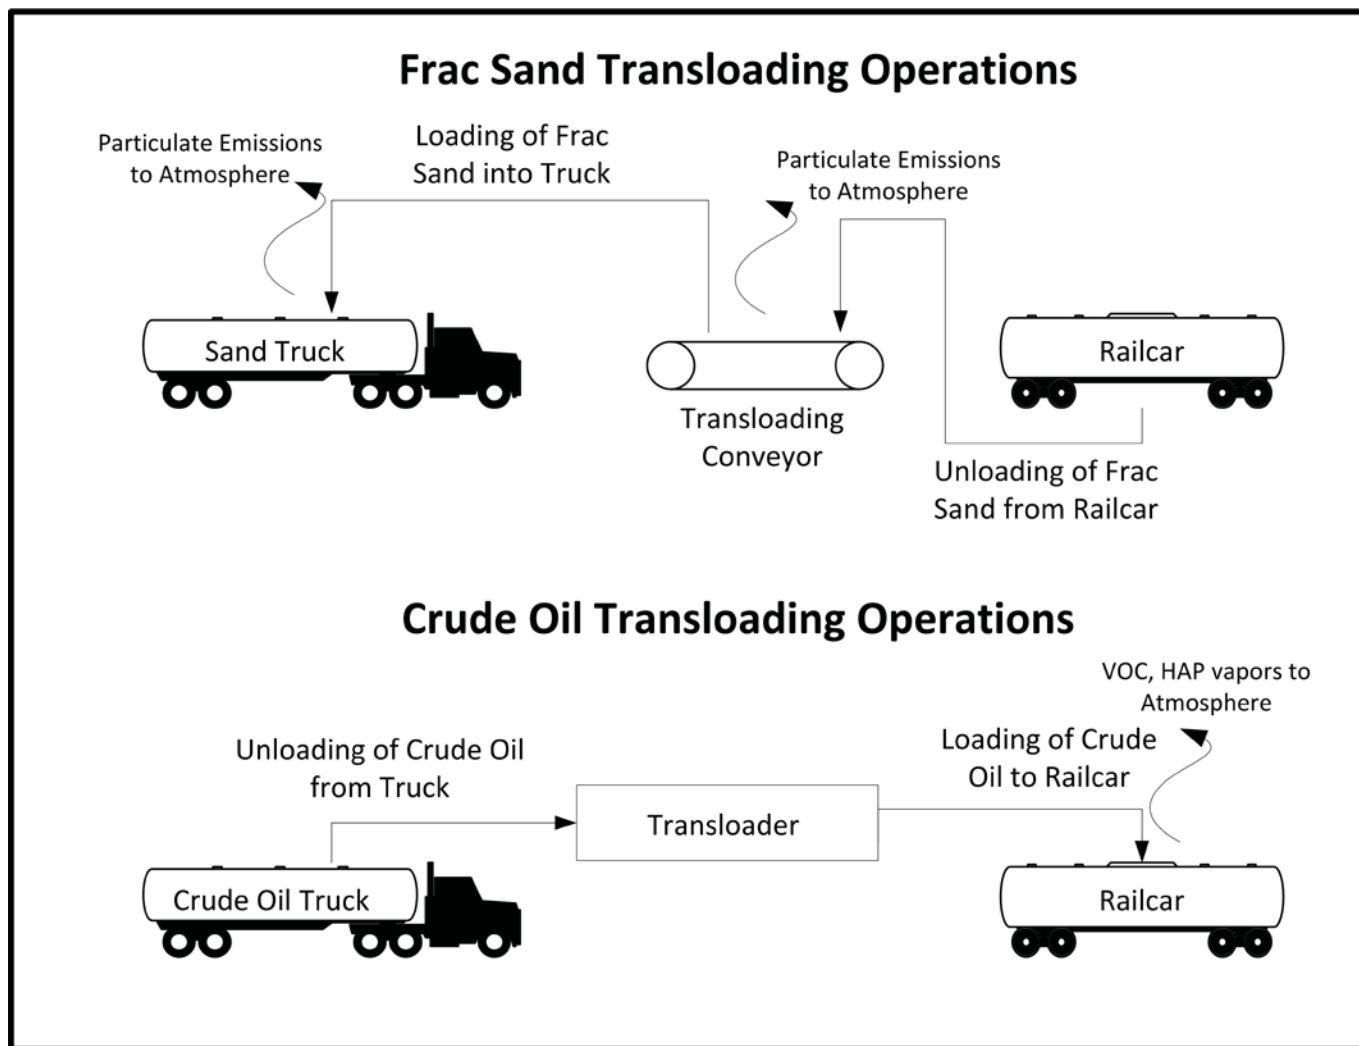 Frac Sand Transloading Operations
Particulate Emissions
to Atmosphere
Loading of Frac
Sand into Truck
Particulate Emissions
to Atmosphere
Sand Truck
Railcar
Transloading
Conveyor
Unloading of Frac
Sand from Railcar
Crude Oil Transloading Operations
VOC, HAP vapors to
Atmosphere
Unloading of Crude Oil
from Truck
Loading of Crude
Oil to Railcar
Transloader
Crude Oil Truck
Railcar